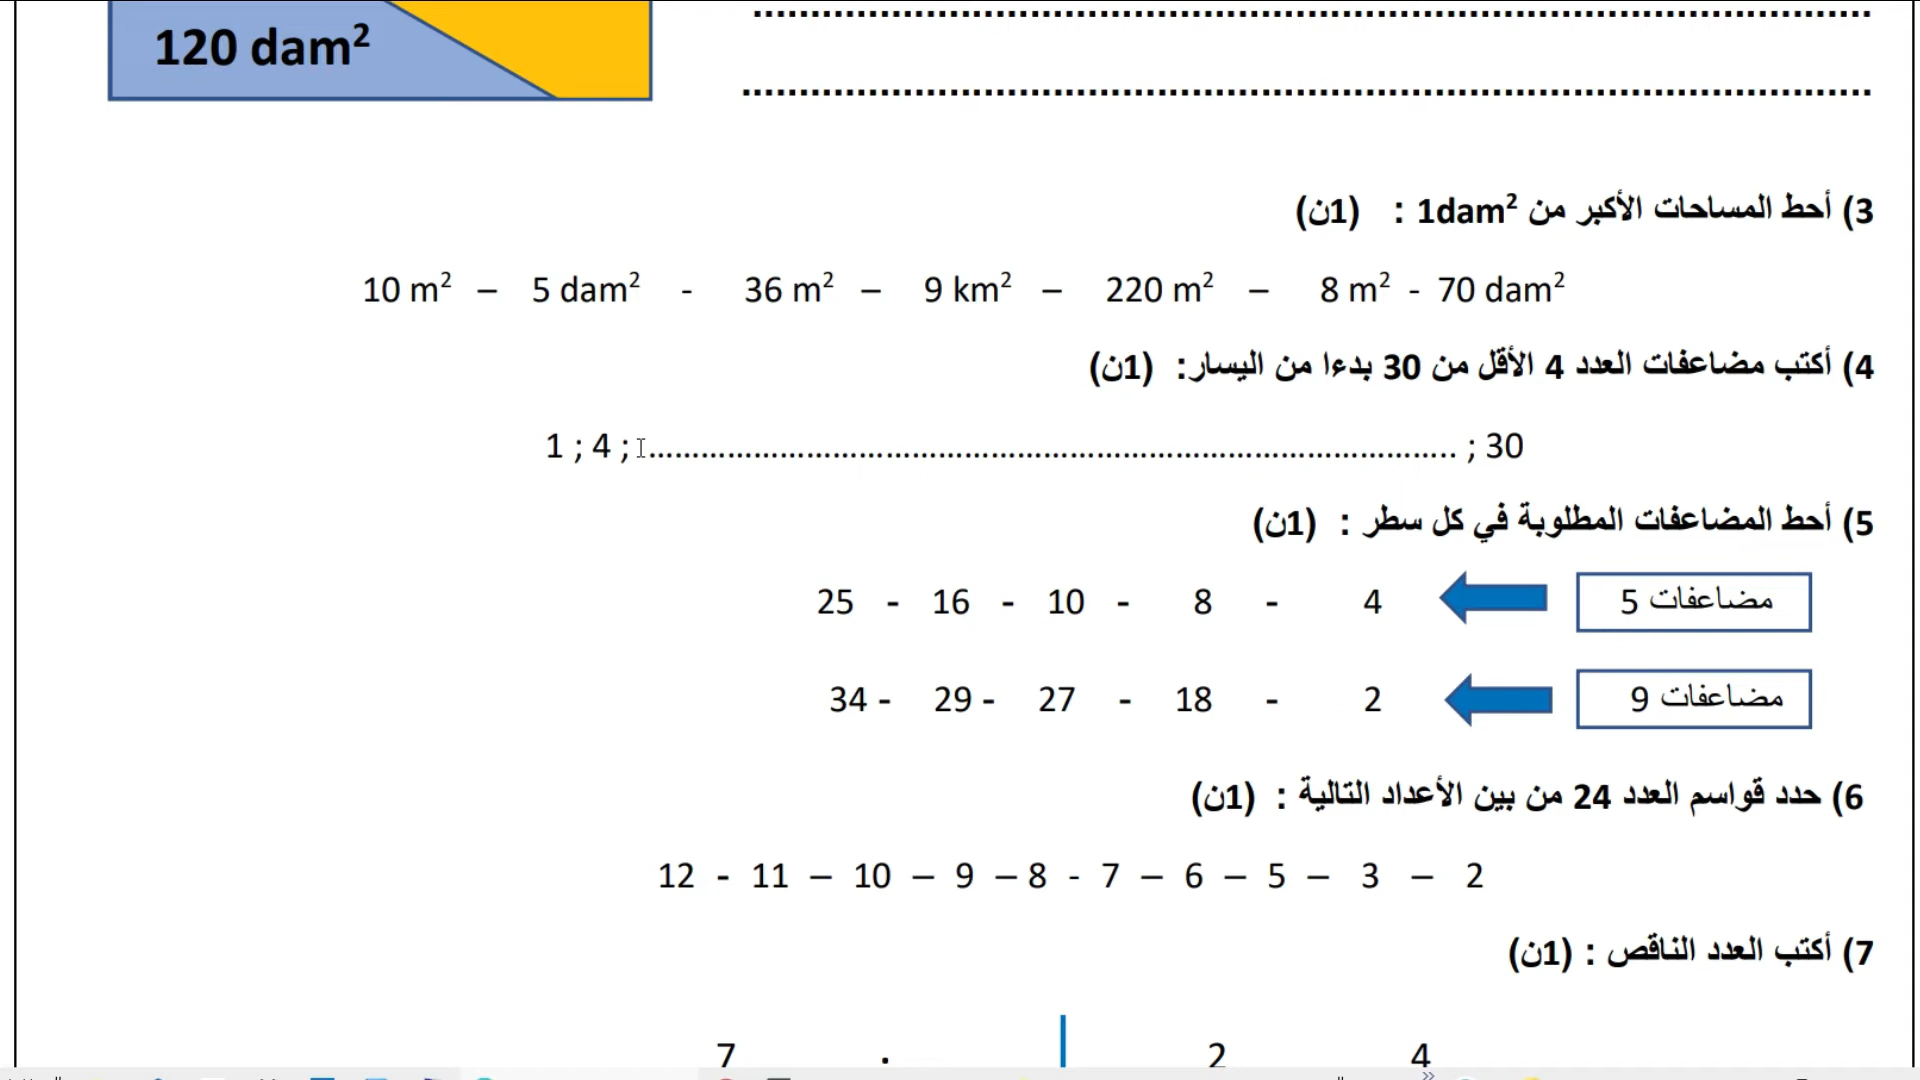 120 dam²
................................................................
................................................................
3) أحط المساحات الأكبر من 1dam² : (1ن)
10 m² – 5 dam² - 36 m² – 9 km² – 220 m² – 8 m² - 70 dam²
4) أكتب مضاعفات العدد 4 الأقل من 30 بدءا من اليسار: (1ن)
1 ; 4 ; ................................................................ ; 30
5) أحط المضاعفات المطلوبة في كل سطر : (1ن)
مضاعفات 5
25 - 16 - 10 - 8 - 4
مضاعفات 9
34 - 29 - 27 - 18 - 2
6) حدد قواسم العدد 24 من بين الأعداد التالية : (1ن)
12 - 11 – 10 – 9 – 8 - 7 – 6 – 5 – 3 – 2
7) أكتب العدد الناقص : (1ن)
7 . 2 4